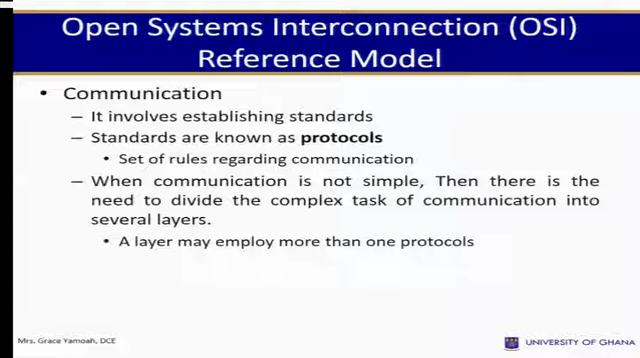 Open Systems Interconnection (OSI)
Reference Model
• Communication
– It involves establishing standards
– Standards are known as protocols
• Set of rules regarding communication
– When communication is not simple, Then there is the
need to divide the complex task of communication into
several layers.
• A layer may employ more than one protocols
Mrs. Grace Yamoah, DCE
UNIVERSITY OF GHANA